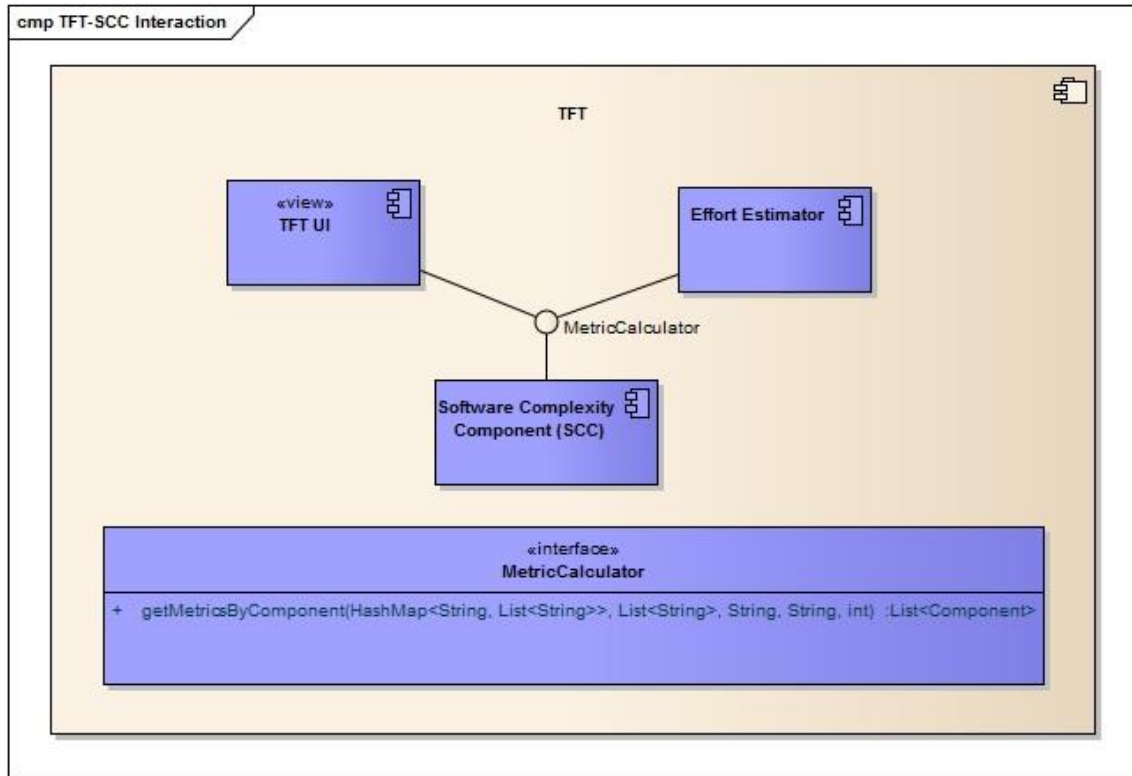 cmp TFT-SCC Interaction
TFT
«view»
TFT UI
Effort Estimator
MetricCalculator
Software Complexity
Component (SCC)
«interface»
MetricCalculator
+ getMetricsByComponent(HashMap<String, List<String>>, List<String>, String, String, int) :List<Component>